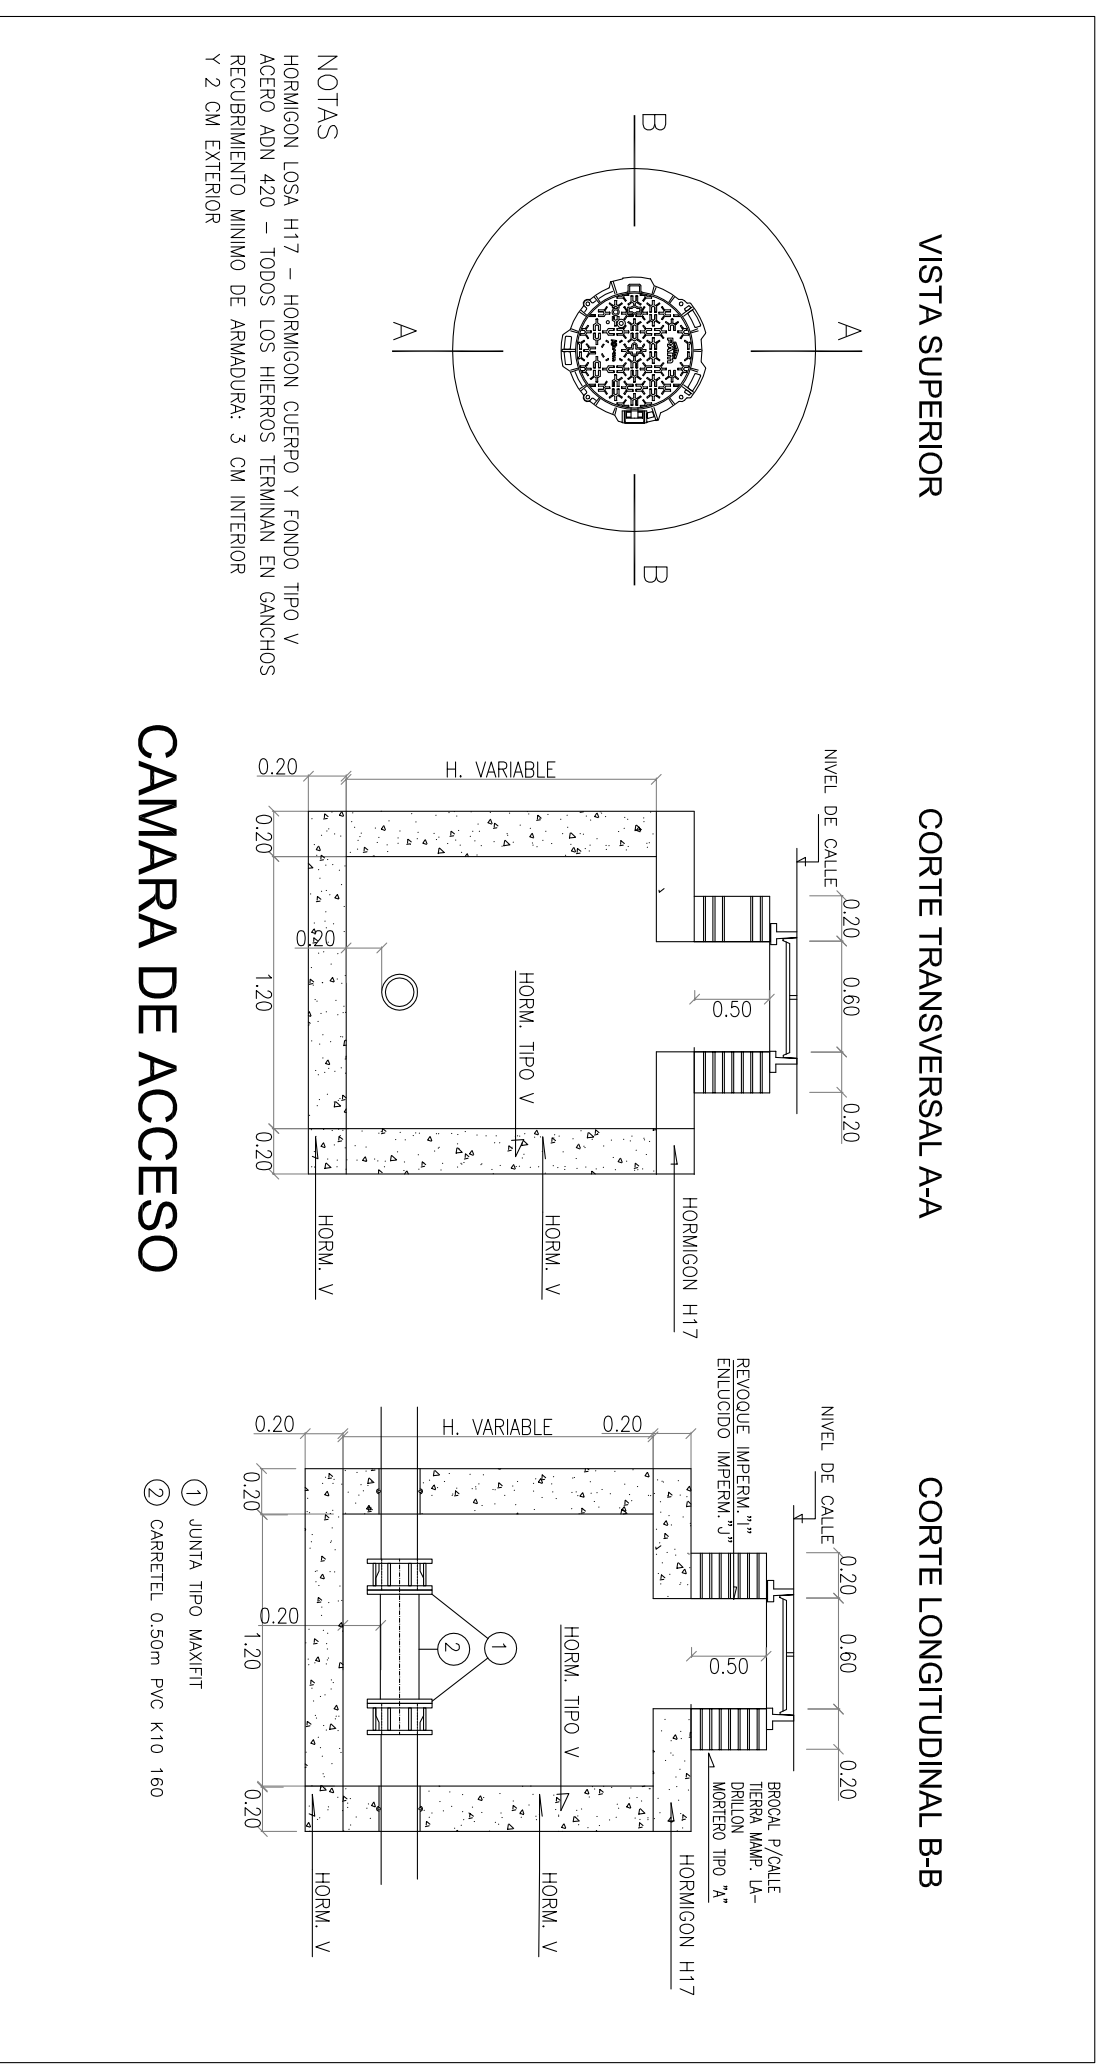 VISTA SUPERIOR
B
A
A
B
NOTAS
HORMIGON LOSA H17 – HORMIGON CUERPO Y FONDO TIPO V
ACERO ADN 420 – TODOS LOS HIERROS TERMINAN EN GANCHOS
RECUBRIMIENTO MINIMO DE ARMADURA: 3 CM INTERIOR
Y 2 CM EXTERIOR
CORTE TRANSVERSAL A-A
NIVEL DE CALLE
0.20
0.60
0.20
0.50
HORMIGON H17
H. VARIABLE
HORM. TIPO V
HORM. V
0.20
0.20
HORM. V
0.20
1.20
0.20
CORTE LONGITUDINAL B-B
NIVEL DE CALLE
0.20
0.60
0.20
BROCAL P/CALLE
TIERRA MAMP. LA-
DRILLON
MORTERO TIPO "A"
REVOQUE IMPERM."I"
ENLUCIDO IMPERM."J"
0.50
0.20
HORMIGON H17
H. VARIABLE
HORM. TIPO V
HORM. V
1
2
0.20
0.20
HORM. V
0.20
1.20
0.20
1 JUNTA TIPO MAXIFIT
2 CARRETEL 0.50m PVC K10 160
CAMARA DE ACCESO